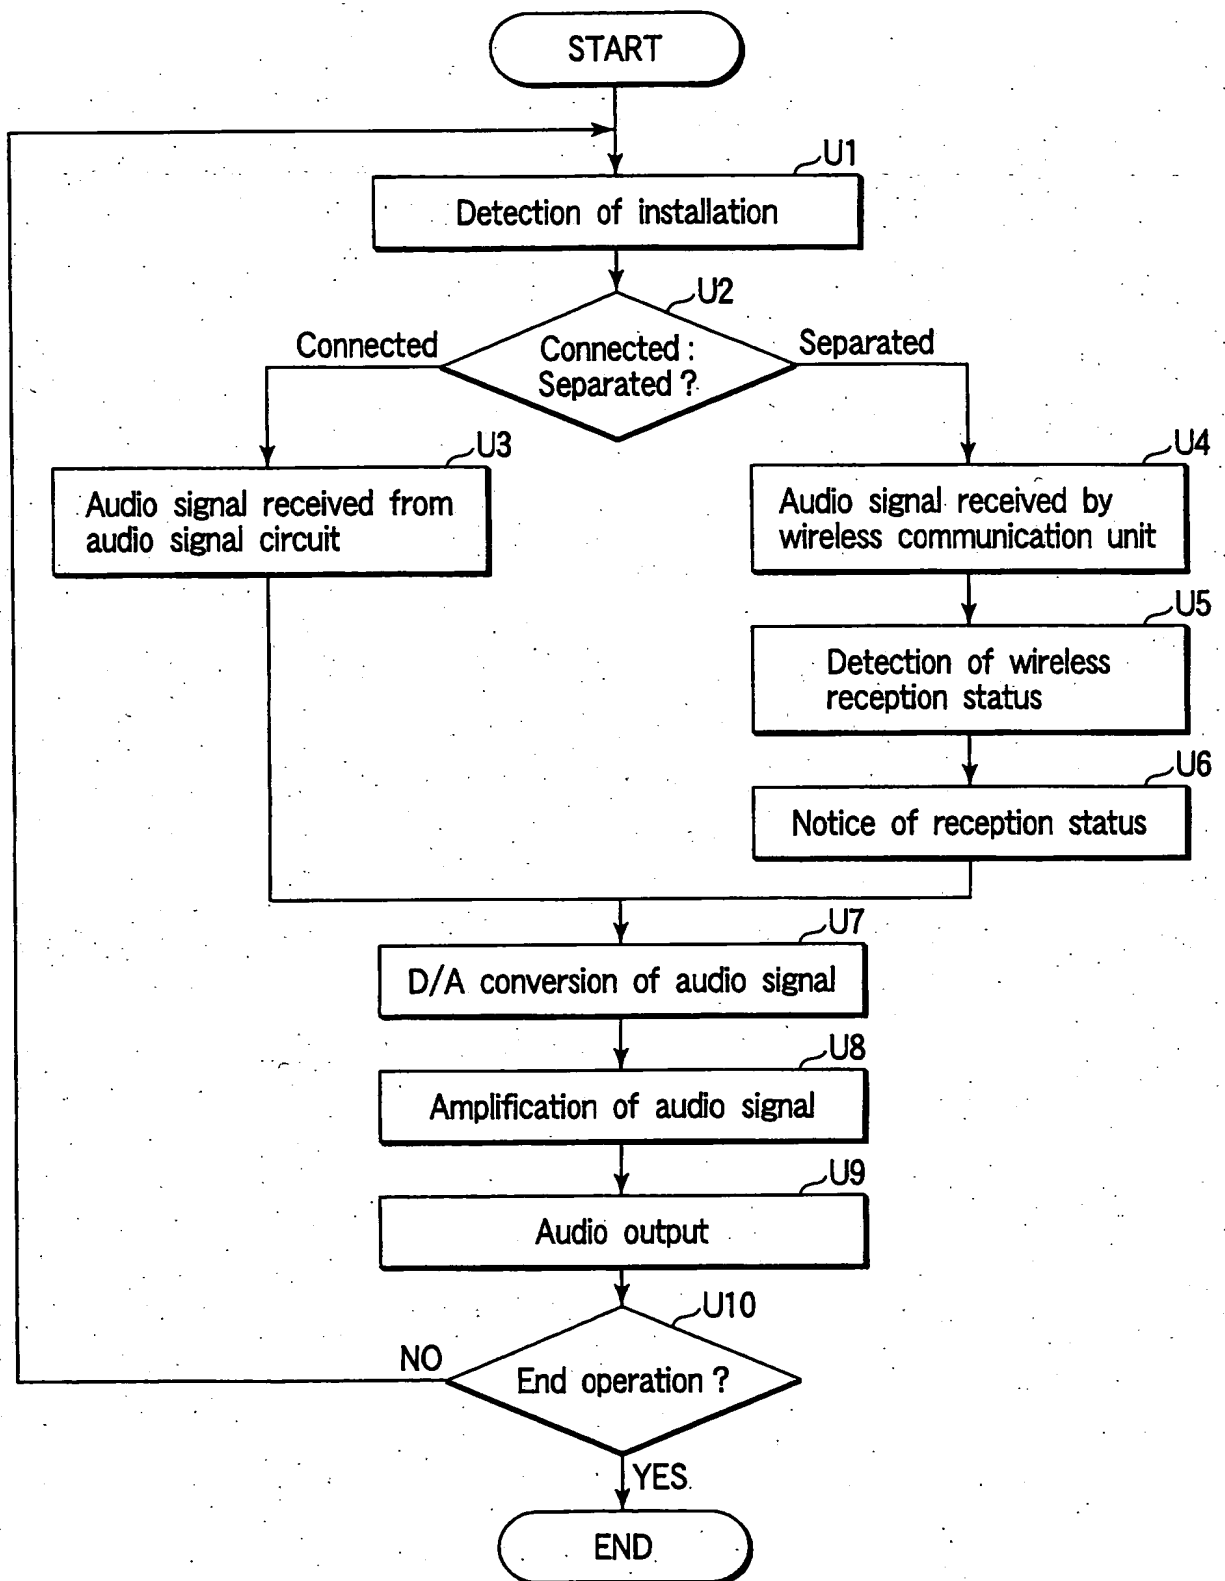 START
U1
Detection of installation
U2
Connected
Connected :
Separated ?
Separated
U3
Audio signal received from
audio signal circuit
U4
Audio signal received by
wireless communication unit
U5
Detection of wireless
reception status
U6
Notice of reception status
U7
D/A conversion of audio signal
U8
Amplification of audio signal
U9
Audio output
U10
NO
End operation ?
YES
END